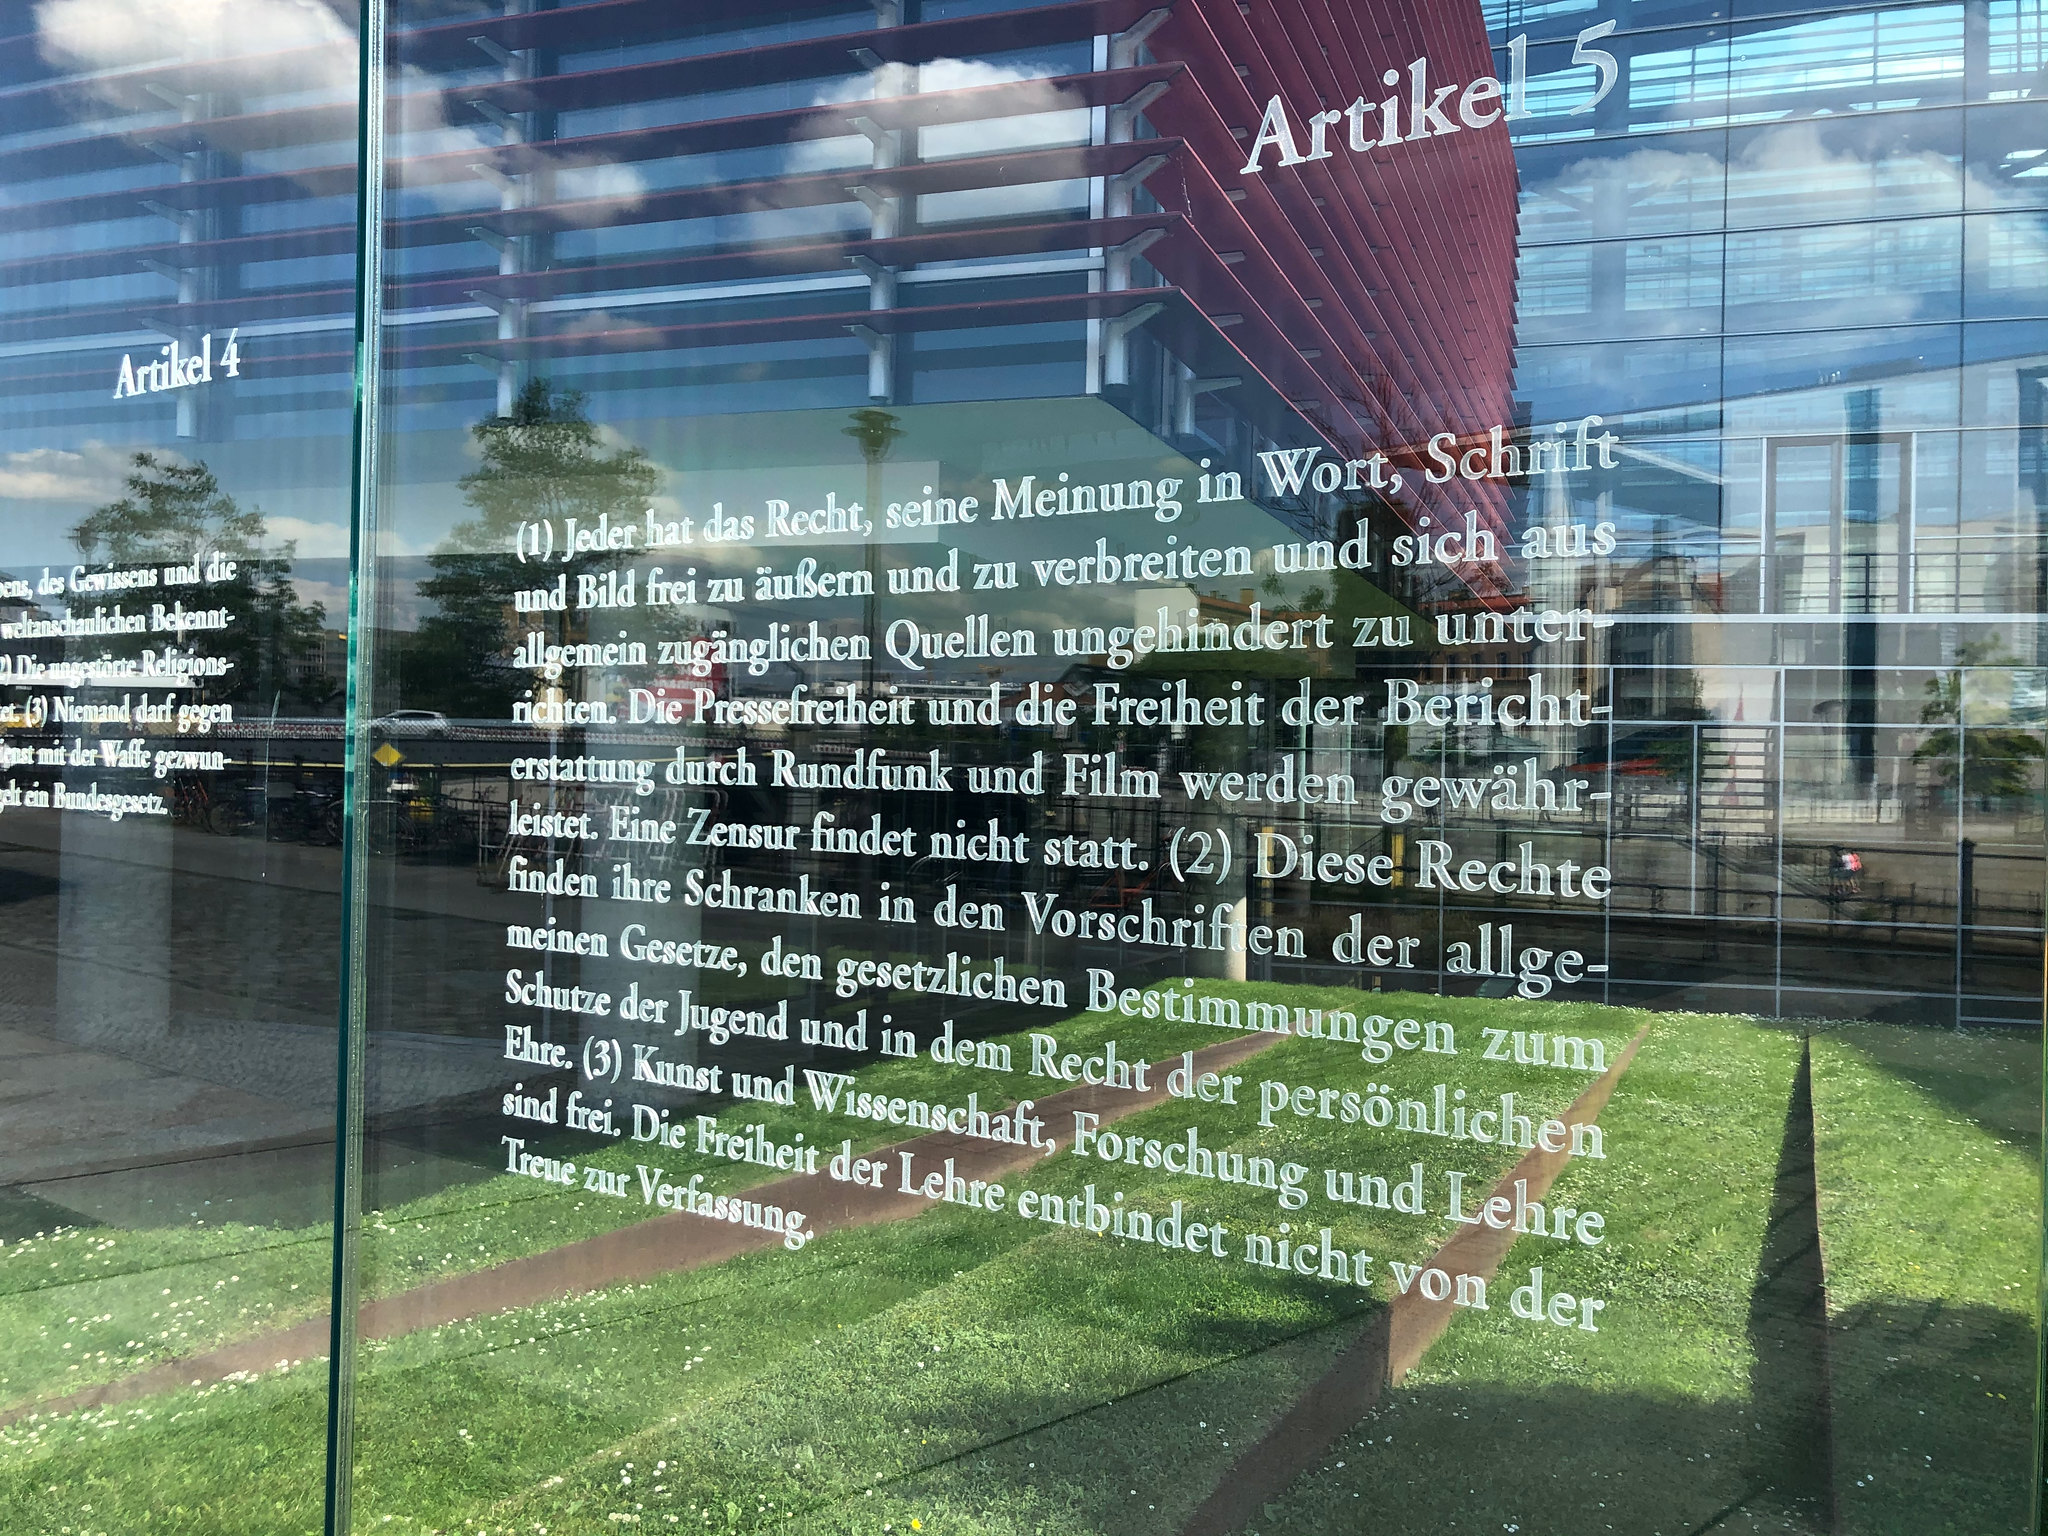 Artikel 4
des Gewissens und die
weltanschaulichen Bekennt-
2) Die ungestörte Religions-
(3) Niemand darf gegen
mit der Waffe gezwun-
ein Bundesgesetz.
Artikel 5
(1) Jeder hat das Recht, seine Meinung in Wort, Schrift
und Bild frei zu äußern und zu verbreiten und sich aus
allgemein zugänglichen Quellen ungehindert zu unter-
richten. Die Pressefreiheit und die Freiheit der Bericht-
erstattung durch Rundfunk und Film werden gewähr-
leistet. Eine Zensur findet nicht statt. (2) Diese Rechte
finden ihre Schranken in den Vorschriften der allge-
meinen Gesetze, den gesetzlichen Bestimmungen zum
Schutze der Jugend und in dem Recht der persönlichen
Ehre. (3) Kunst und Wissenschaft, Forschung und Lehre
sind frei. Die Freiheit der Lehre entbindet nicht von der
Treue zur Verfassung.